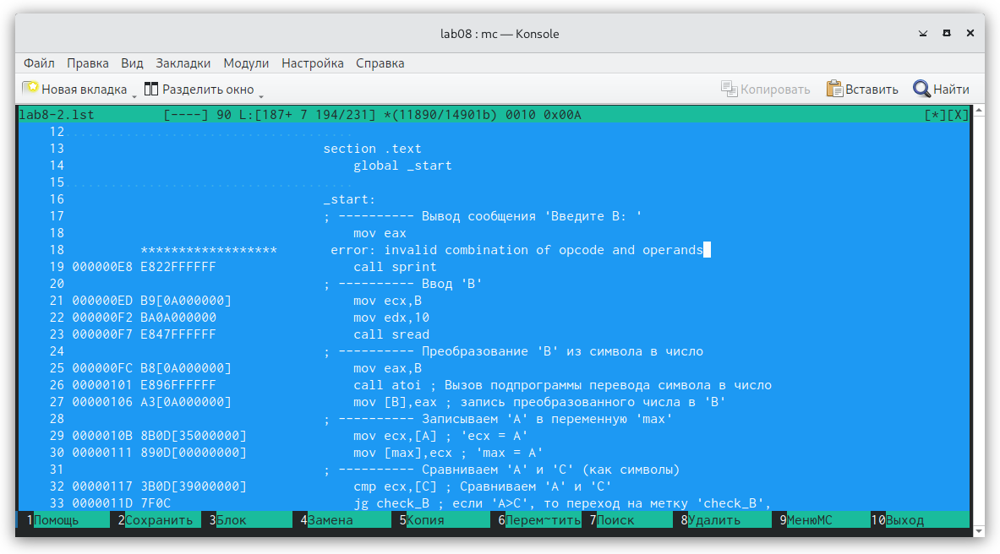 lab08 : mc — Konsole
Файл Правка Вид Закладки Модули Настройка Справка
Новая вкладка Разделить окно Копировать Вставить Найти
lab8-2.lst [----] 90 L:[187+ 7 194/231] *(11890/14901b) 0010 0x00A [*][X]
12
13 section .text
14 global _start
15
16 _start:
17 ; ---------- Вывод сообщения 'Введите B: '
18 mov eax
18 ****************** error: invalid combination of opcode and operands
19 000000E8 E822FFFFFF call sprint
20 ; ---------- Ввод 'B'
21 000000ED B9[0A000000] mov ecx,B
22 000000F2 BA0A000000 mov edx,10
23 000000F7 E847FFFFFF call sread
24 ; ---------- Преобразование 'B' из символа в число
25 000000FC B8[0A000000] mov eax,B
26 00000101 E896FFFFFF call atoi ; Вызов подпрограммы перевода символа в число
27 00000106 A3[0A000000] mov [B],eax ; запись преобразованного числа в 'B'
28 ; ---------- Записываем 'A' в переменную 'max'
29 0000010B 8B0D[35000000] mov ecx,[A] ; 'ecx = A'
30 00000111 890D[00000000] mov [max],ecx ; 'max = A'
31 ; ---------- Сравниваем 'A' и 'С' (как символы)
32 00000117 3B0D[39000000] cmp ecx,[C] ; Сравниваем 'A' и 'С'
33 0000011D 7F0C jg check_B ; если 'A>C', то переход на метку 'check_B',
1Помощь 2Сохранить 3Блок 4Замена 5Копия 6Перем~тить 7Поиск 8Удалить 9МенюMC 10Выход